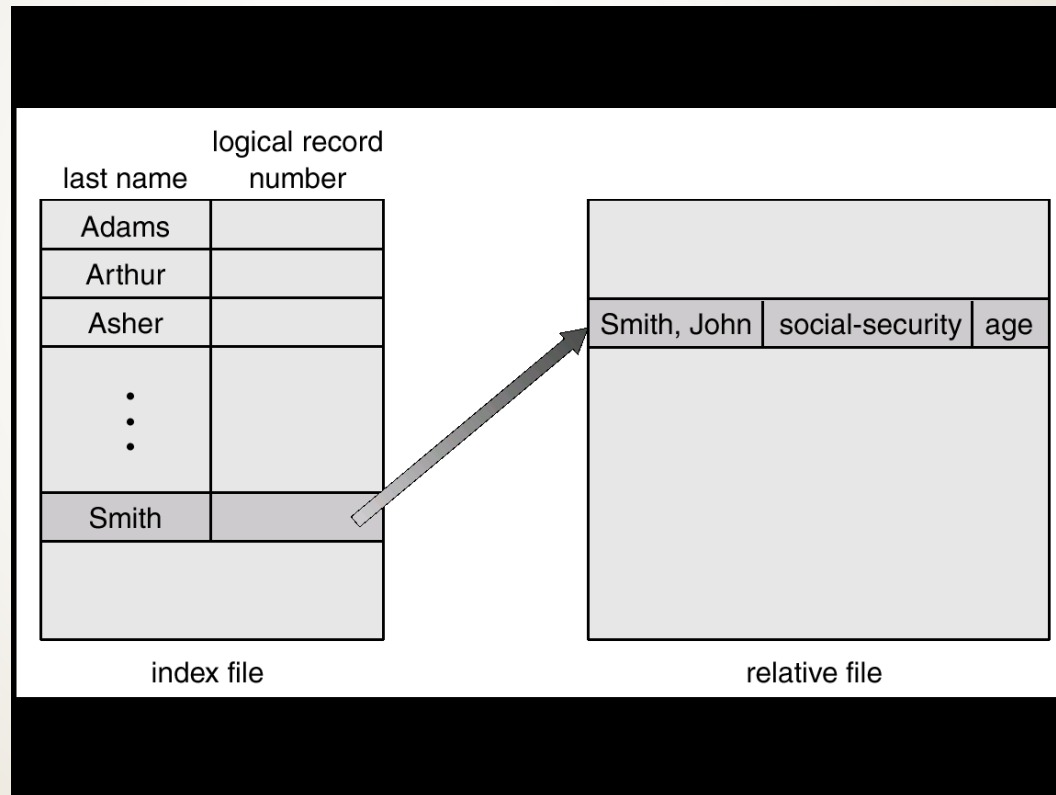 logical record
last name number
Adams
Arthur
Asher
Smith
Smith, John social-security age
index file relative file